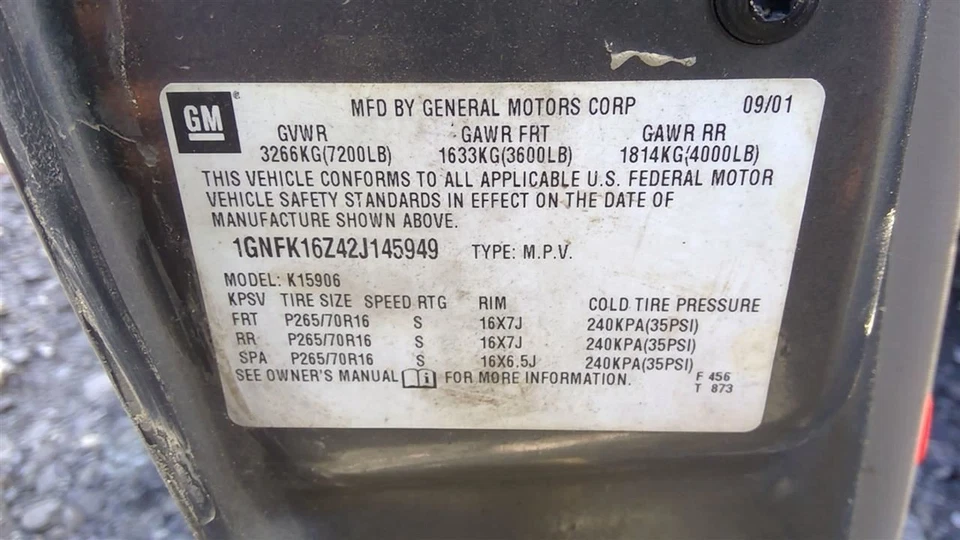 GM® MFD BY GENERAL MOTORS CORP 09/01
GVWR GAWR FRT GAWR RR
3266KG(7200LB) 1633KG(3600LB) 1814KG(4000LB)
THIS VEHICLE CONFORMS TO ALL APPLICABLE U.S. FEDERAL MOTOR
VEHICLE SAFETY STANDARDS IN EFFECT ON THE DATE OF
MANUFACTURE SHOWN ABOVE.
1GNFK16Z42J145949 TYPE: M.P.V.
MODEL: K15906
KPSV TIRE SIZE SPEED RTG RIM COLD TIRE PRESSURE
FRT P265/70R16 S 16X7J 240KPA(35PSI)
RR P265/70R16 S 16X7J 240KPA(35PSI)
SPA P265/70R16 S 16X6.5J 240KPA(35PSI)
SEE OWNER'S MANUAL i FOR MORE INFORMATION. F 456
T 873